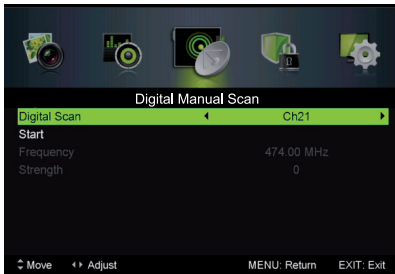 Digital Manual Scan
Digital Scan Ch21
Start
Frequency 474.00 MHz
Strength 0
Move Adjust MENU: Return EXIT: Exit